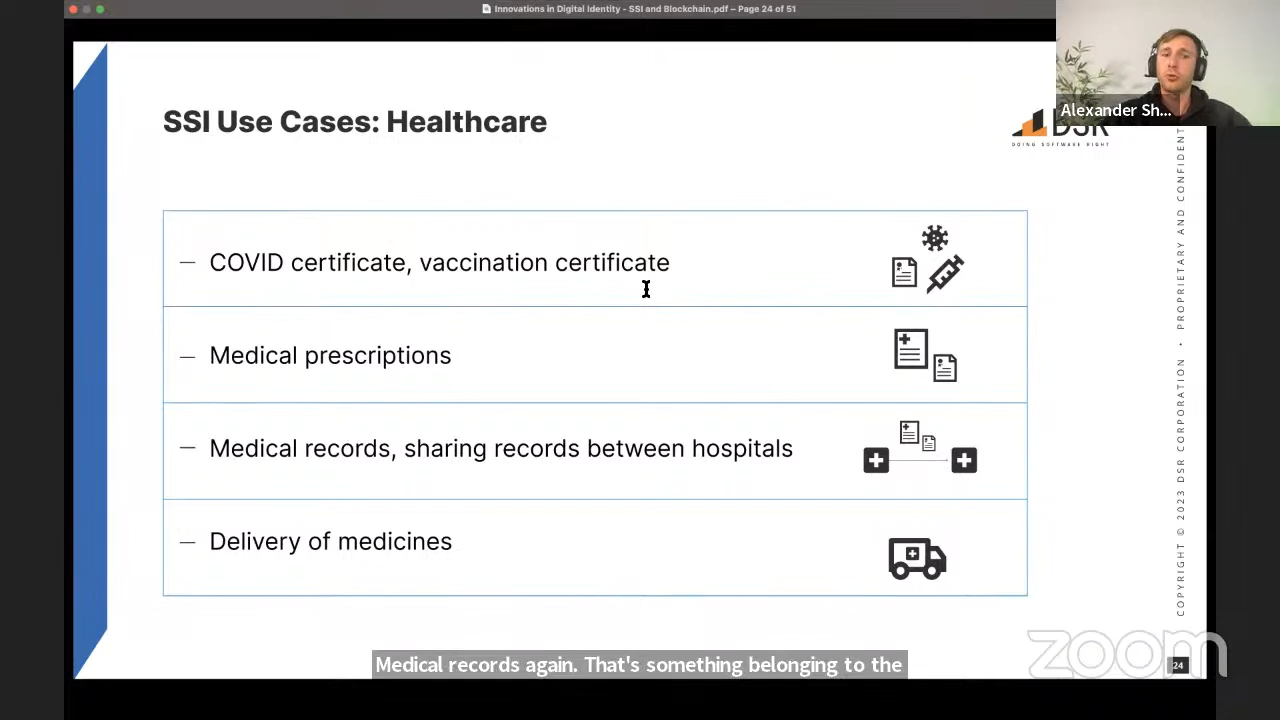 Innovations in Digital Identity - SSI and Blockchain.pdf – Page 24 of 51
Alexander Sh...
SSI Use Cases: Healthcare
DSR
DOING SOFTWARE RIGHT
— COVID certificate, vaccination certificate
— Medical prescriptions
— Medical records, sharing records between hospitals
— Delivery of medicines
COPYRIGHT © 2023 DSR CORPORATION • PROPRIETARY AND CONFIDENT
Medical records again. That's something belonging to the
zoom
24